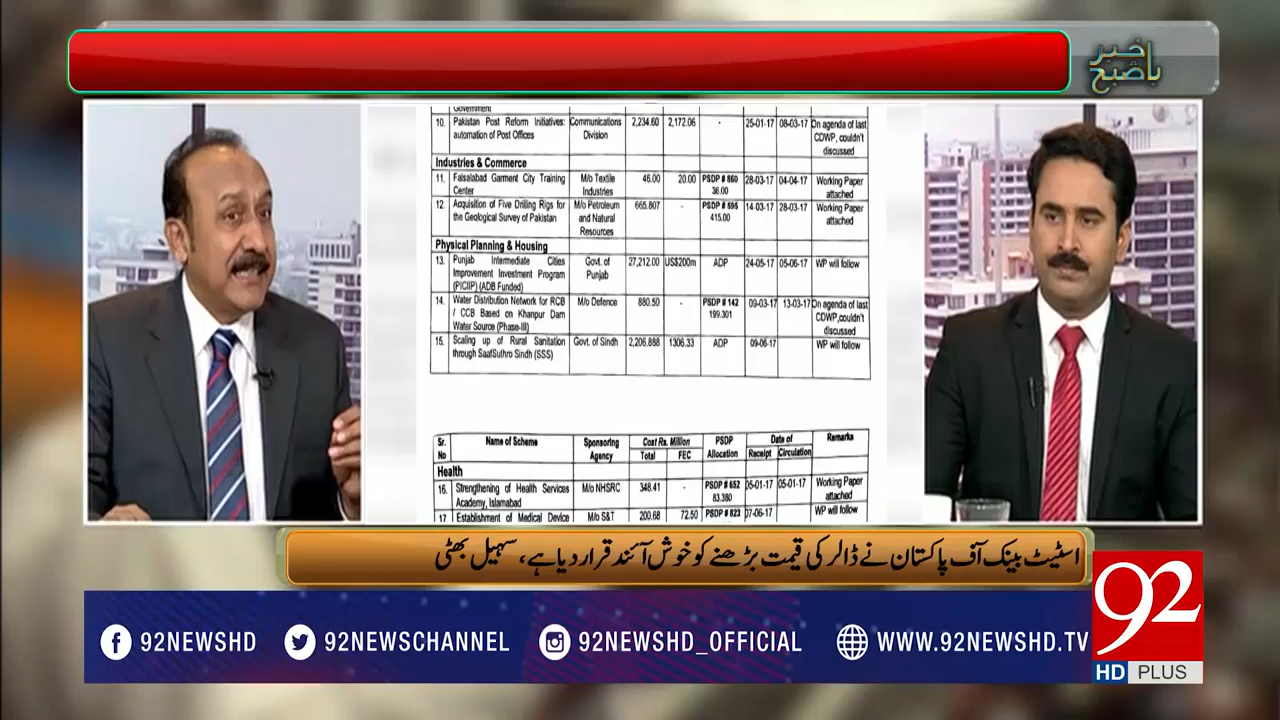 باخبر صبح
Government
10. Pakistan Post Reform Initiatives: automation of Post Offices Communications Division 2,234.60 2,172.06 - 25-01-17 08-03-17 On agenda of last CDWP, couldn't discussed
Industries & Commerce
11. Faisalabad Garment City Training Center M/o Textile Industries 46.00 20.00 PSDP # 860 36.00 28-03-17 04-04-17 Working Paper attached
12. Acquisition of Five Drilling Rigs for the Geological Survey of Pakistan M/o Petroleum and Natural Resources 665.807 - PSDP # 595 415.00 14-03-17 28-03-17 Working Paper attached
Physical Planning & Housing
13. Punjab Intermediate Cities Improvement Investment Program (PICIIP) (ADB Funded) Govt. of Punjab 27,212.00 US$200m ADP 24-05-17 05-06-17 WP will follow
14. Water Distribution Network for RCB / CCB Based on Khanpur Dam Water Source (Phase-III) M/o Defence 880.50 - PSDP # 142 199.301 09-03-17 13-03-17 On agenda of last CDWP,couldn't discussed
15. Scaling up of Rural Sanitation through SaafSuthro Sindh (SSS) Govt. of Sindh 2,206.888 1306.33 ADP 09-06-17 WP will follow
Sr. No Name of Scheme Sponsoring Agency Cost Rs. Million Total FEC PSDP Allocation Date of Receipt Circulation Remarks
Health
16. Strengthening of Health Services Academy, Islamabad M/o NHSRC 348.41 - PSDP # 652 83.380 05-01-17 05-01-17 Working Paper attached
17 Establishment of Medical Device M/o S&T 200.68 72.50 PSDP # 823 07-06-17 WP will follow
اسٹیٹ بینک آف پاکستان نے ڈالر کی قیمت بڑھنے کو خوش آئند قرار دیا ہے، سہیل بھٹی
92NEWSHD 92NEWSCHANNEL 92NEWSHD_OFFICIAL WWW.92NEWSHD.TV
92
HD PLUS